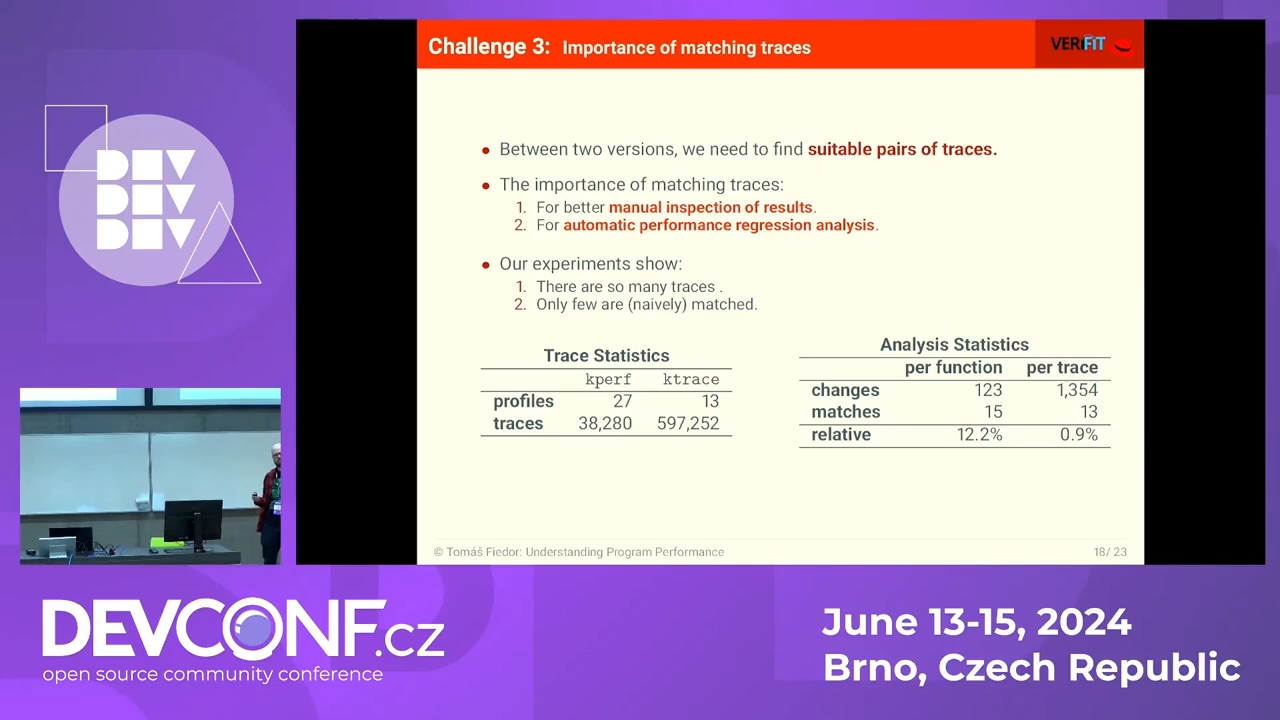 Challenge 3: Importance of matching traces
VERIFIT
DEV
DEV
DEV
• Between two versions, we need to find suitable pairs of traces.
• The importance of matching traces:
1. For better manual inspection of results.
2. For automatic performance regression analysis.
• Our experiments show:
1. There are so many traces .
2. Only few are (naively) matched.
Trace Statistics
kperf ktrace
profiles 27 13
traces 38,280 597,252
Analysis Statistics
per function per trace
changes 123 1,354
matches 15 13
relative 12.2% 0.9%
© Tomáš Fiedor: Understanding Program Performance 18/ 23
DEVCONF.cz
open source community conference
June 13-15, 2024
Brno, Czech Republic